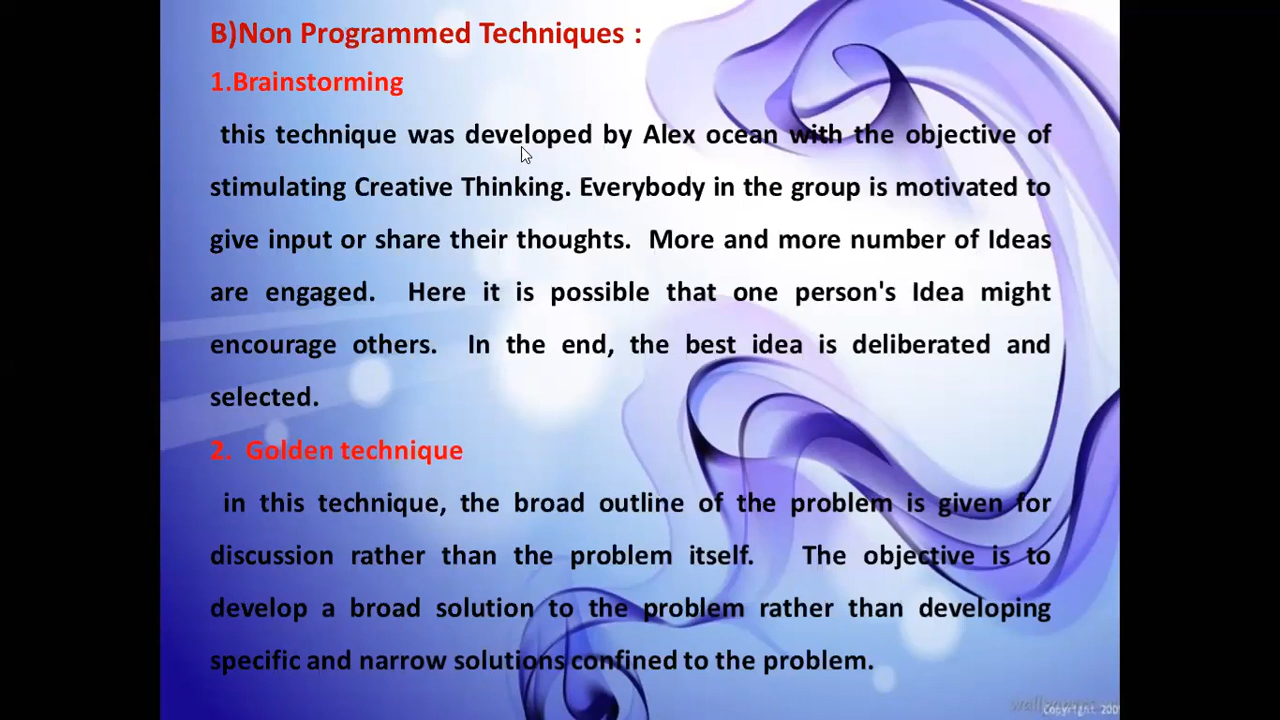 B)Non Programmed Techniques :
1.Brainstorming
this technique was developed by Alex ocean with the objective of
stimulating Creative Thinking. Everybody in the group is motivated to
give input or share their thoughts. More and more number of Ideas
are engaged. Here it is possible that one person's Idea might
encourage others. In the end, the best idea is deliberated and
selected.
2. Golden technique
in this technique, the broad outline of the problem is given for
discussion rather than the problem itself. The objective is to
develop a broad solution to the problem rather than developing
specific and narrow solutions confined to the problem.
Copyright